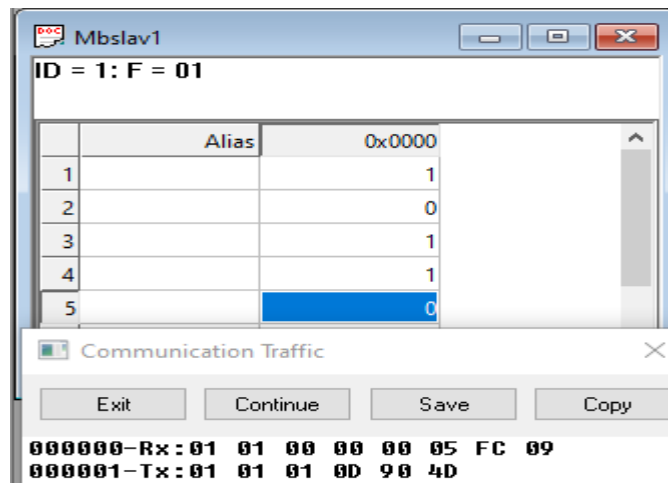 Mbslav1
ID = 1: F = 01
Alias 0x0000
1 1
2 0
3 1
4 1
5 0
Communication Traffic
Exit Continue Save Copy
000000-Rx:01 01 00 00 00 05 FC 09
000001-Tx:01 01 01 0D 90 4D